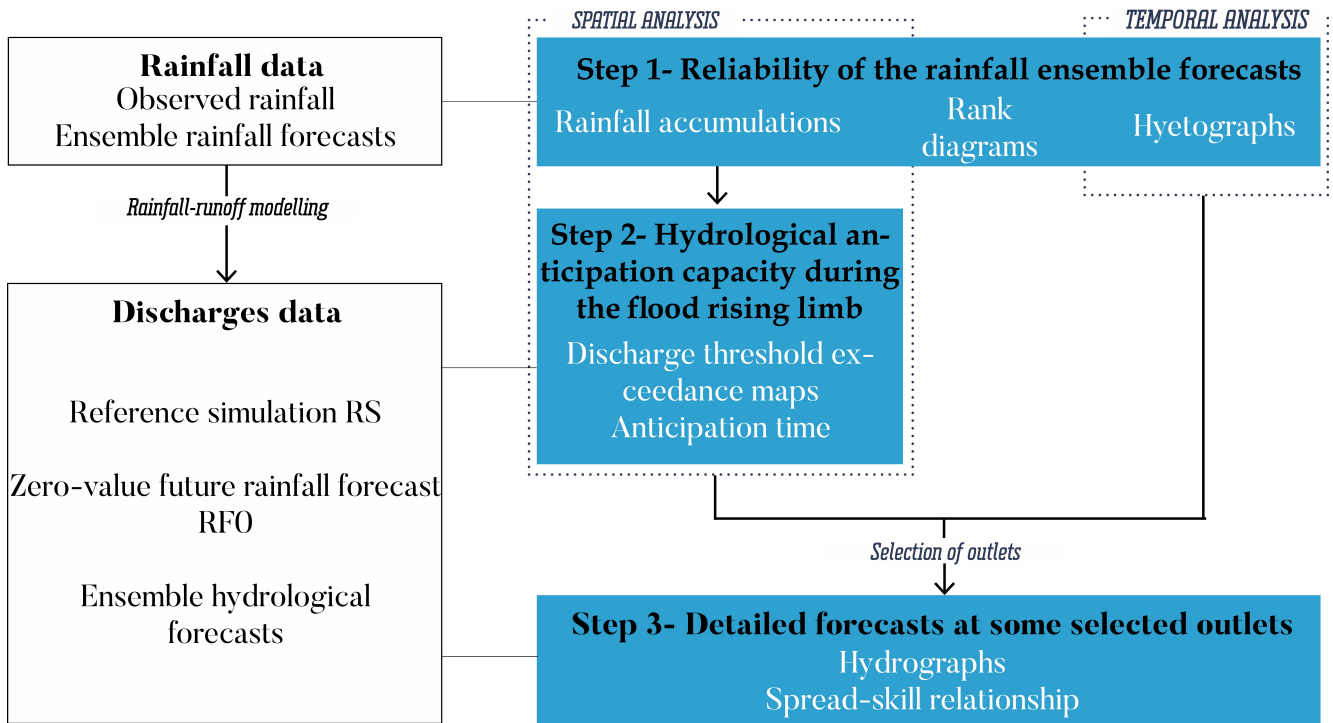 SPATIAL ANALYSIS
TEMPORAL ANALYSIS
Rainfall data
Observed rainfall
Ensemble rainfall forecasts
Step 1- Reliability of the rainfall ensemble forecasts
Rainfall accumulations
Rank
diagrams
Hyetographs
Rainfall-runoff modelling
Step 2- Hydrological an-
ticipation capacity during
the flood rising limb
Discharge threshold ex-
ceedance maps
Anticipation time
Discharges data
Reference simulation RS
Zero-value future rainfall forecast
RF0
Ensemble hydrological
forecasts
Selection of outlets
Step 3- Detailed forecasts at some selected outlets
Hydrographs
Spread-skill relationship